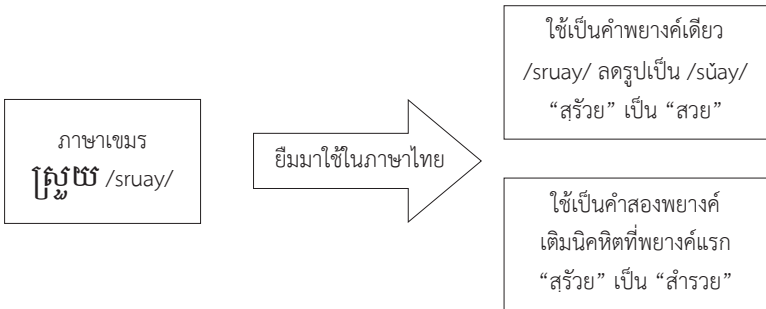 ภาษาเขมร
ស្រួយ /sruay/
ยืมมาใช้ในภาษาไทย
ใช้เป็นคำพยางค์เดียว
/sruay/ ลดรูปเป็น /sǔay/
“สฺรัวย” เป็น “สวย”
ใช้เป็นคำสองพยางค์
เติมนิคหิตที่พยางค์แรก
“สฺรัวย” เป็น “สำรวย”